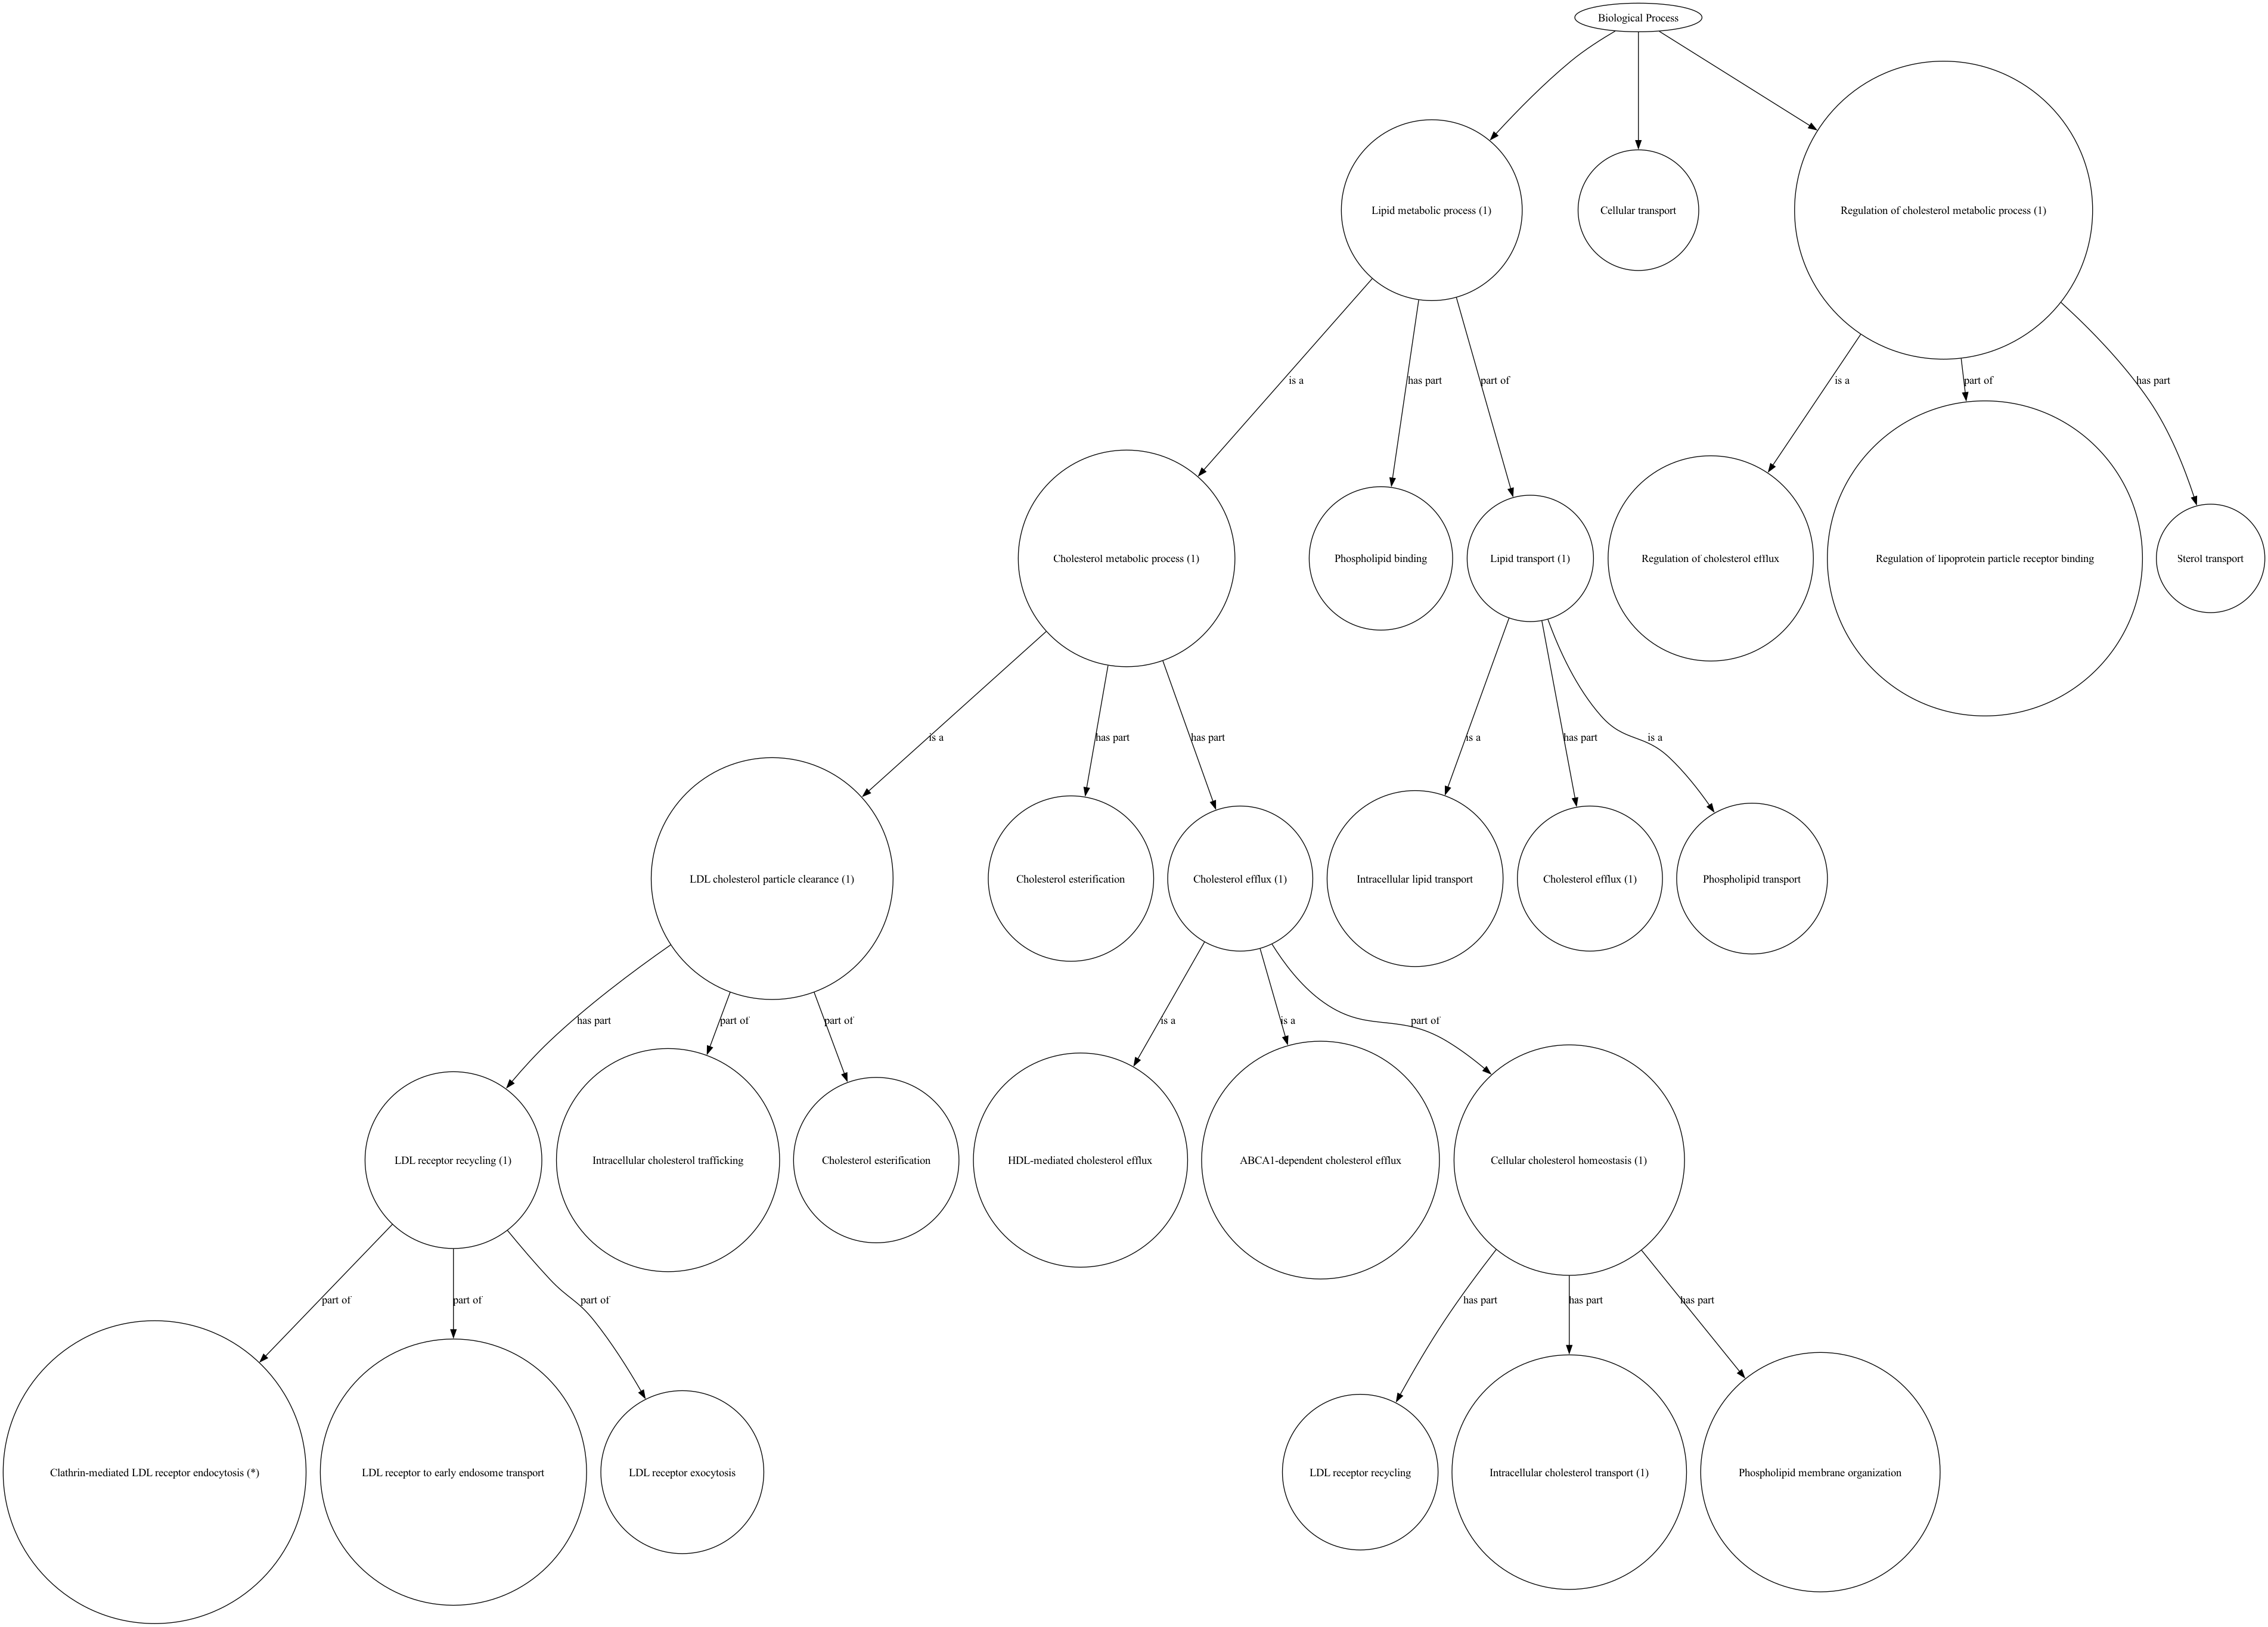 Biological Process
Lipid metabolic process (1)
Cellular transport
Regulation of cholesterol metabolic process (1)
is a
has part
part of
is a
part of
has part
Cholesterol metabolic process (1)
Phospholipid binding
Lipid transport (1)
Regulation of cholesterol efflux
Regulation of lipoprotein particle receptor binding
Sterol transport
is a
has part
has part
is a
has part
is a
LDL cholesterol particle clearance (1)
Cholesterol esterification
Cholesterol efflux (1)
Intracellular lipid transport
Cholesterol efflux (1)
Phospholipid transport
has part
part of
part of
is a
is a
part of
LDL receptor recycling (1)
Intracellular cholesterol trafficking
Cholesterol esterification
HDL-mediated cholesterol efflux
ABCA1-dependent cholesterol efflux
Cellular cholesterol homeostasis (1)
part of
part of
part of
has part
has part
has part
Clathrin-mediated LDL receptor endocytosis (*)
LDL receptor to early endosome transport
LDL receptor exocytosis
LDL receptor recycling
Intracellular cholesterol transport (1)
Phospholipid membrane organization